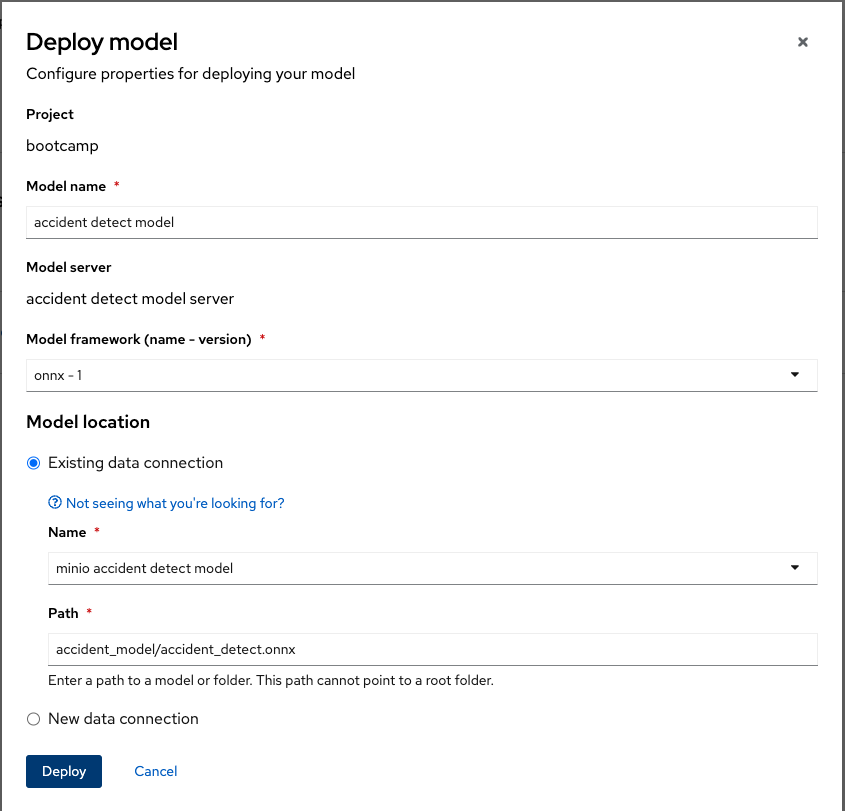 Deploy model
Configure properties for deploying your model
Project
bootcamp
Model name *
accident detect model
Model server
accident detect model server
Model framework (name - version) *
onnx - 1
Model location
Existing data connection
Not seeing what you're looking for?
Name *
minio accident detect model
Path *
accident_model/accident_detect.onnx
Enter a path to a model or folder. This path cannot point to a root folder.
New data connection
Deploy Cancel